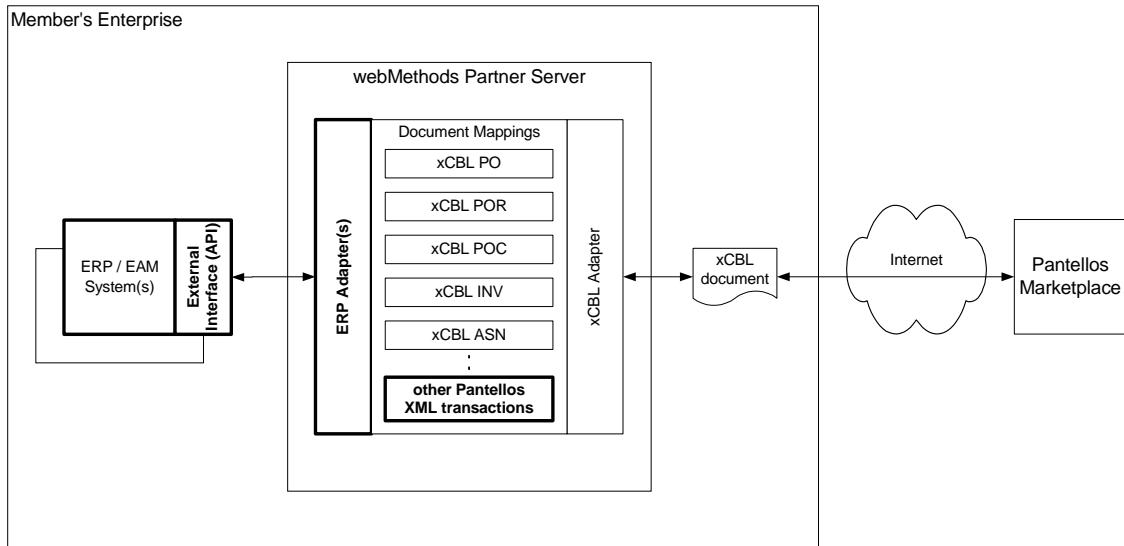 Member's Enterprise
webMethods Partner Server
Document Mappings
xCBL PO
xCBL POR
xCBL POC
xCBL INV
xCBL ASN
other Pantellos
XML transactions
ERP Adapter(s)
xCBL Adapter
ERP / EAM
System(s)
External
Interface (API)
xCBL
document
Internet
Pantellos
Marketplace